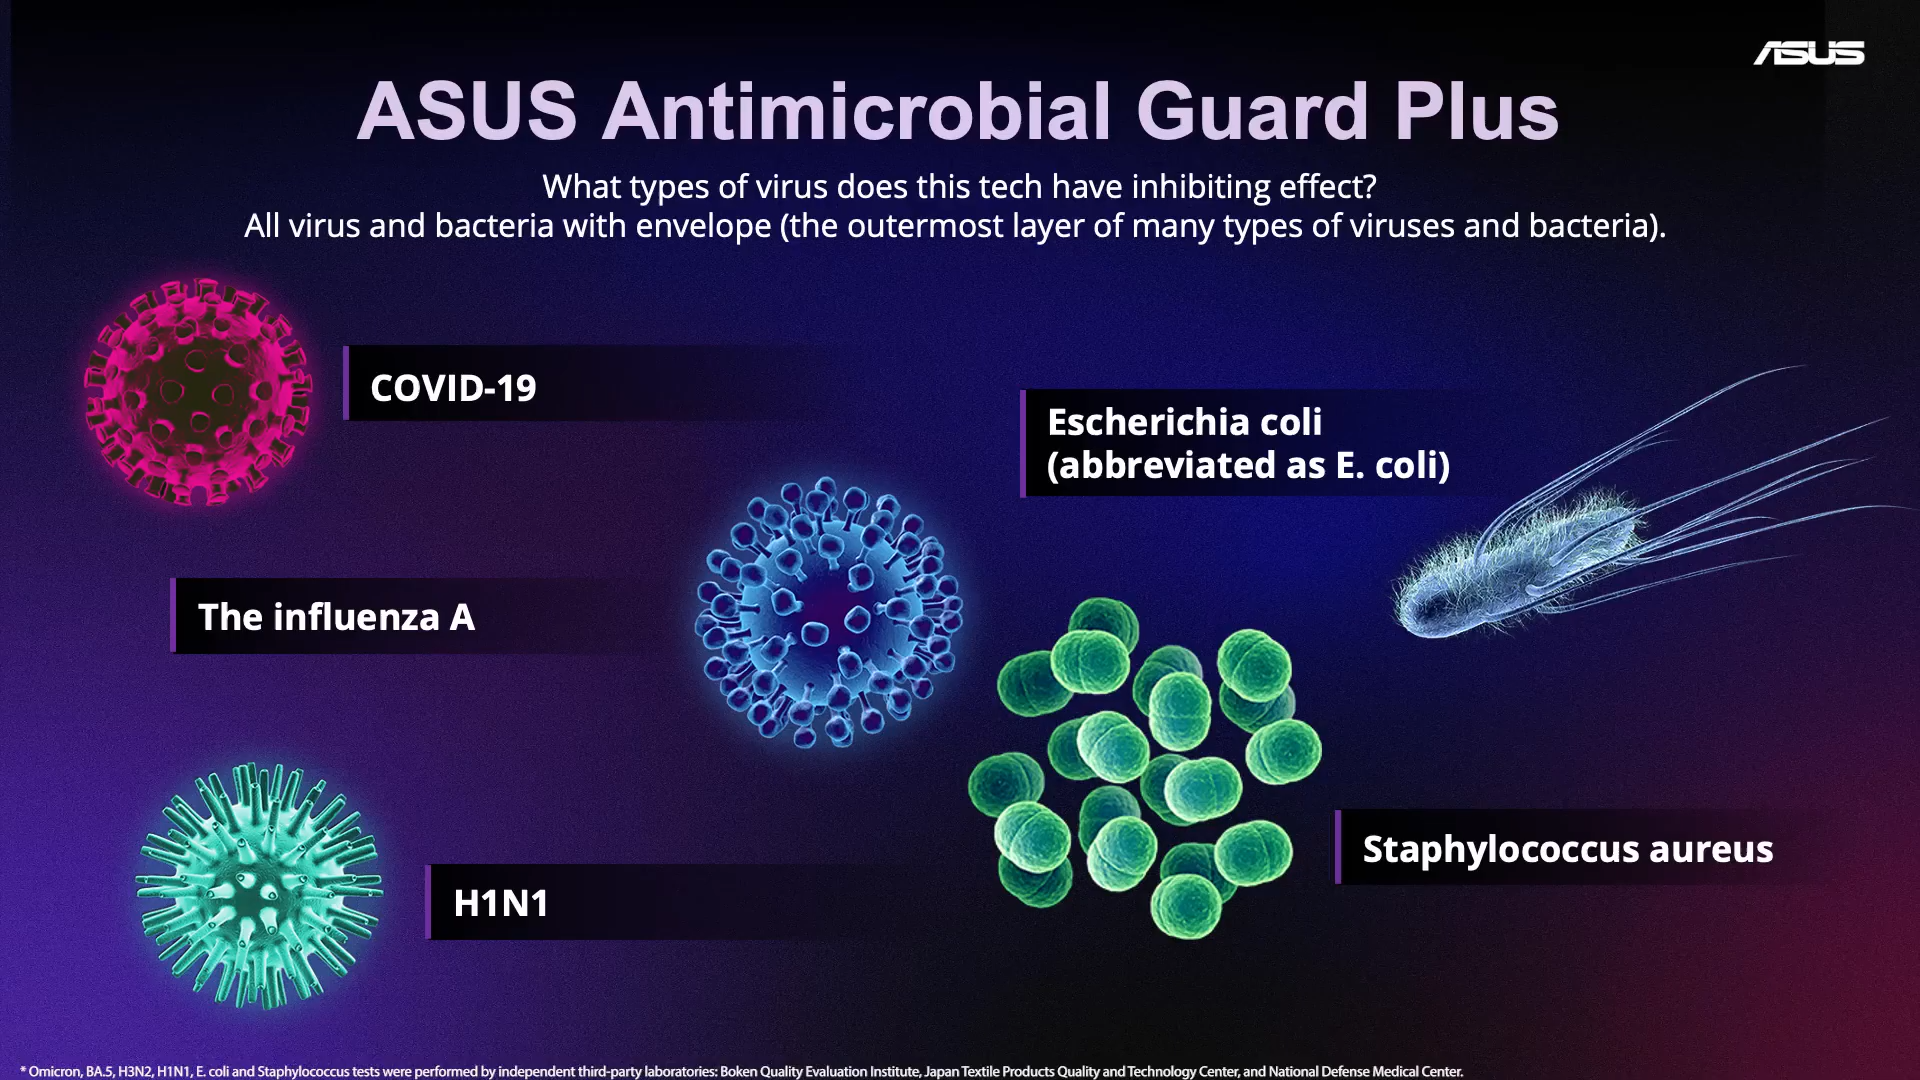 ASUS
ASUS Antimicrobial Guard Plus
What types of virus does this tech have inhibiting effect?
All virus and bacteria with envelope (the outermost layer of many types of viruses and bacteria).
COVID-19
Escherichia coli
(abbreviated as E. coli)
The influenza A
Staphylococcus aureus
H1N1
* Omicron, BA.5, H3N2, H1N1, E. coli and Staphylococcus tests were performed by independent third-party laboratories: Boken Quality Evaluation Institute, Japan Textile Products Quality and Technology Center, and National Defense Medical Center.